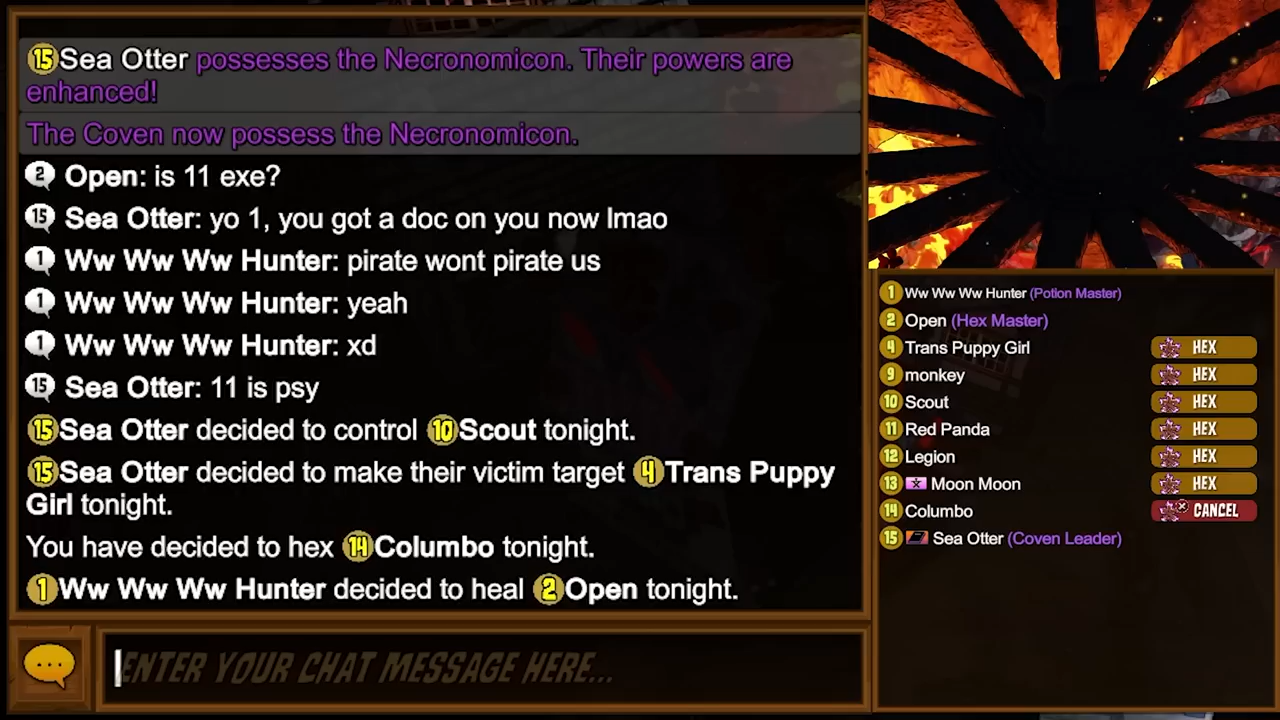 15 Sea Otter possesses the Necronomicon. Their powers are
enhanced!
The Coven now possess the Necronomicon.
2 Open: is 11 exe?
15 Sea Otter: yo 1, you got a doc on you now lmao
1 Ww Ww Ww Hunter: pirate wont pirate us
1 Ww Ww Ww Hunter: yeah
1 Ww Ww Ww Hunter: xd
15 Sea Otter: 11 is psy
15 Sea Otter decided to control 10 Scout tonight.
15 Sea Otter decided to make their victim target 4 Trans Puppy
Girl tonight.
You have decided to hex 14 Columbo tonight.
1 Ww Ww Ww Hunter decided to heal 2 Open tonight.
ENTER YOUR CHAT MESSAGE HERE...
1 Ww Ww Ww Hunter (Potion Master)
2 Open (Hex Master)
4 Trans Puppy Girl HEX
9 monkey HEX
10 Scout HEX
11 Red Panda HEX
12 Legion HEX
13 Moon Moon HEX
14 Columbo CANCEL
15 Sea Otter (Coven Leader)